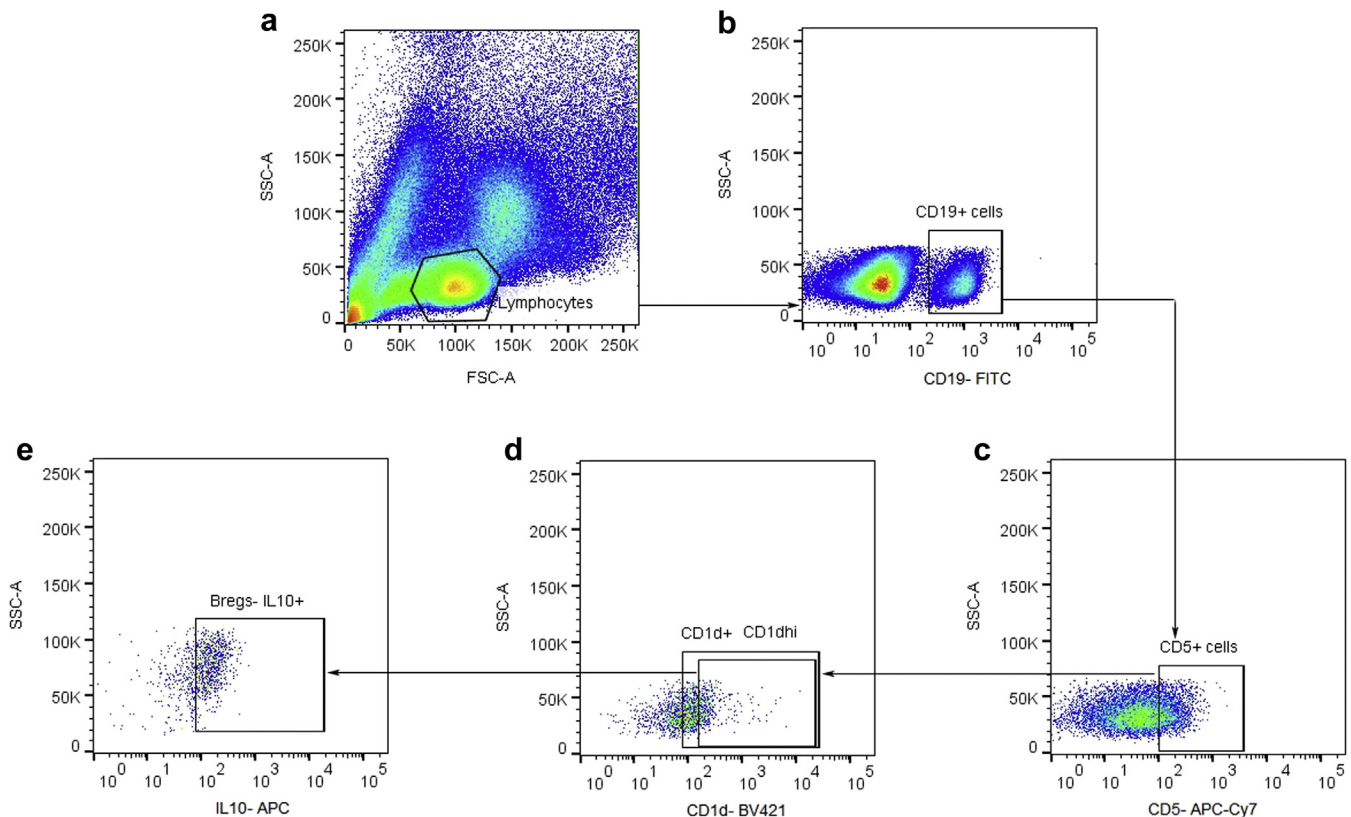 a
250K
200K
150K
100K
50K
0
SSC-A
Lymphocytes
0 50K 100K 150K 200K 250K
FSC-A
b
250K
200K
150K
100K
50K
0
SSC-A
CD19+ cells
10^0 10^1 10^2 10^3 10^4 10^5
CD19- FITC
e
250K
200K
150K
100K
50K
0
SSC-A
Bregs- IL10+
10^0 10^1 10^2 10^3 10^4 10^5
IL10- APC
d
250K
200K
150K
100K
50K
0
SSC-A
CD1d+ CD1dhi
10^0 10^1 10^2 10^3 10^4 10^5
CD1d- BV421
c
250K
200K
150K
100K
50K
0
SSC-A
CD5+ cells
10^0 10^1 10^2 10^3 10^4 10^5
CD5- APC-Cy7